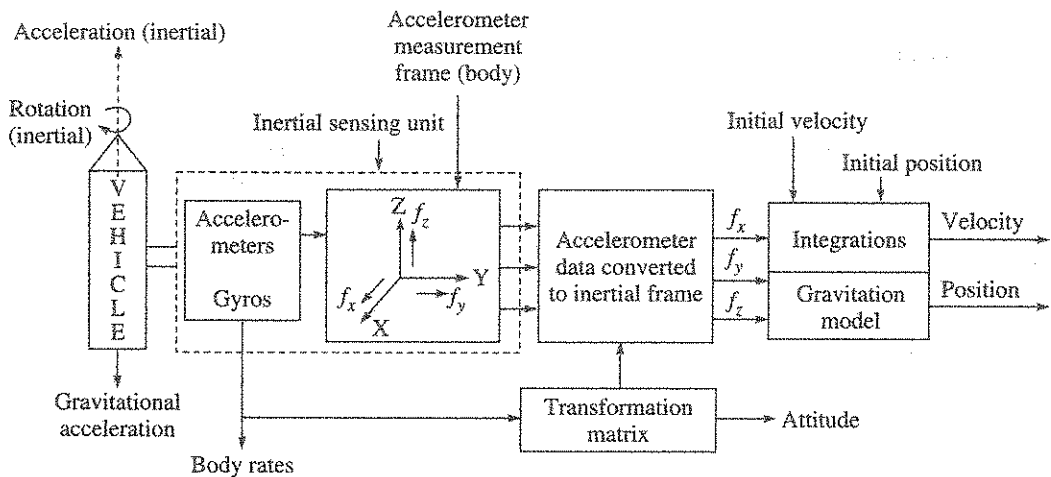 Acceleration (inertial)
Rotation
(inertial)
VEHICLE
Gravitational
acceleration
Accelerometer
measurement
frame (body)
Inertial sensing unit
Accelero-
meters
Gyros
Z
f_z
Y
f_y
f_x
X
Body rates
Accelerometer
data converted
to inertial frame
Transformation
matrix
Attitude
f_x
f_y
f_z
Initial velocity
Initial position
Integrations
Gravitation
model
Velocity
Position